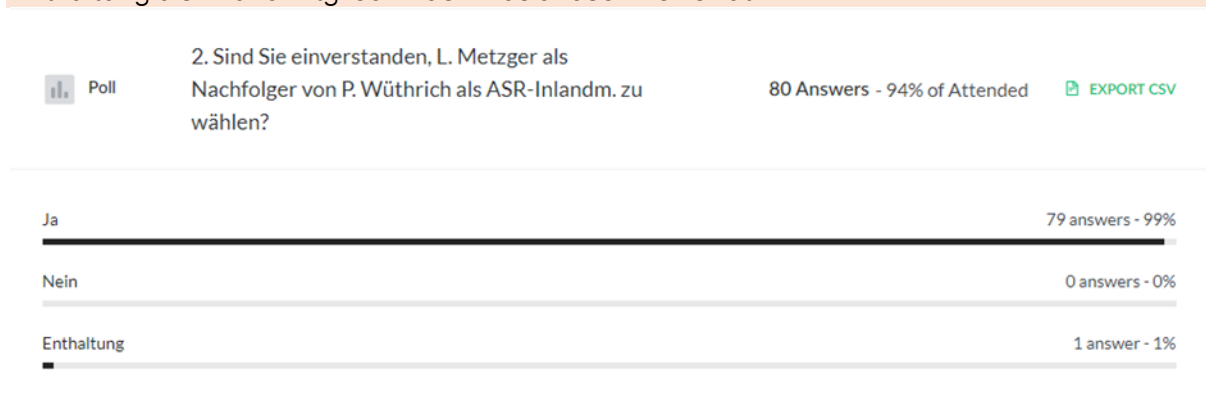 Poll
2. Sind Sie einverstanden, L. Metzger als
Nachfolger von P. Wüthrich als ASR-Inlandm. zu
wählen?
80 Answers - 94% of Attended
EXPORT CSV
Ja
79 answers - 99%
Nein
0 answers - 0%
Enthaltung
1 answer - 1%